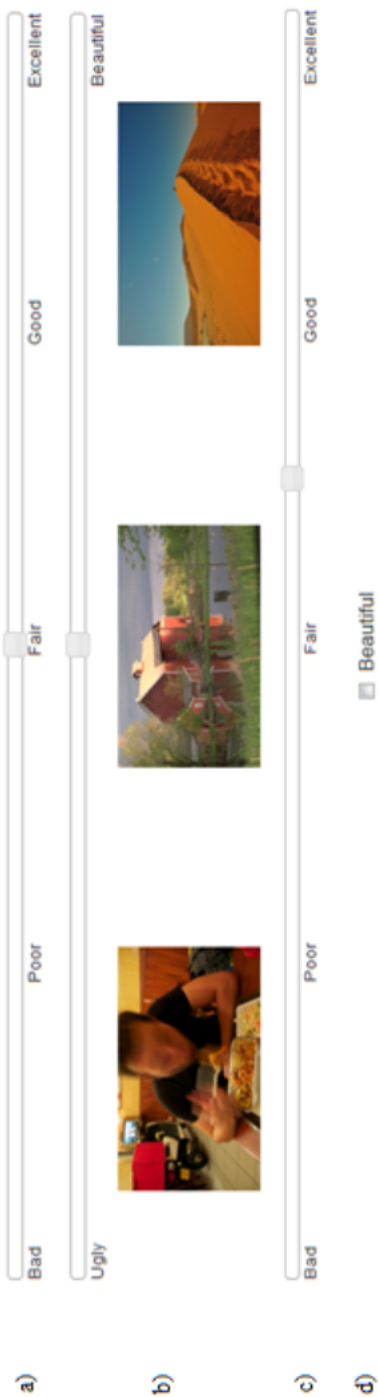 a)
Bad Poor Fair Good Excellent
b)
Ugly Beautiful
c)
Bad Poor Fair Good Excellent
d)
Beautiful